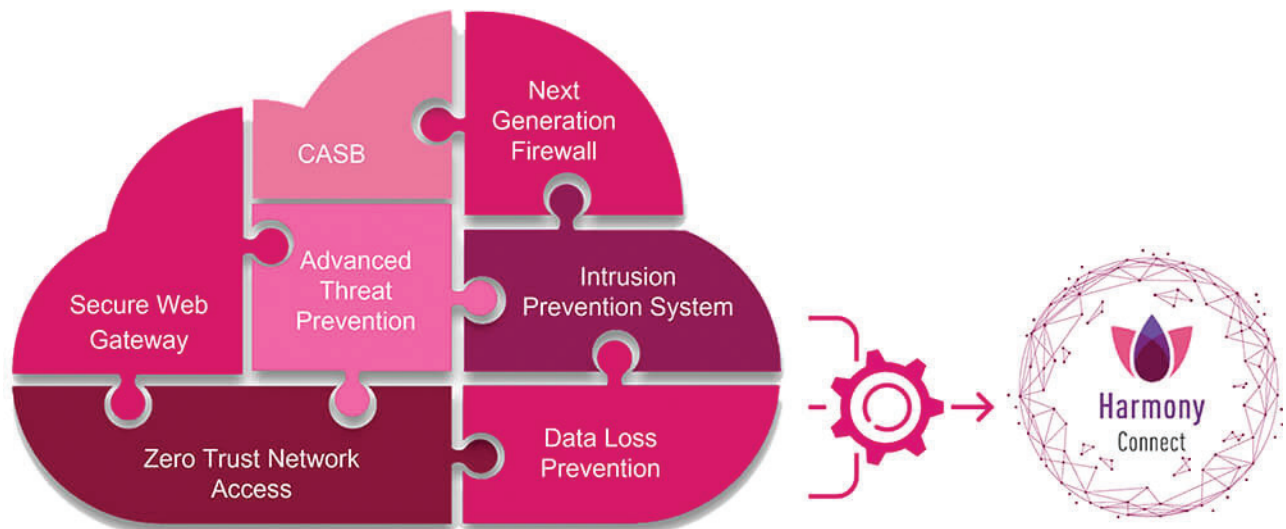 CASB
Next
Generation
Firewall
Secure Web
Gateway
Advanced
Threat
Prevention
Intrusion
Prevention System
Zero Trust Network
Access
Data Loss
Prevention
Harmony
Connect